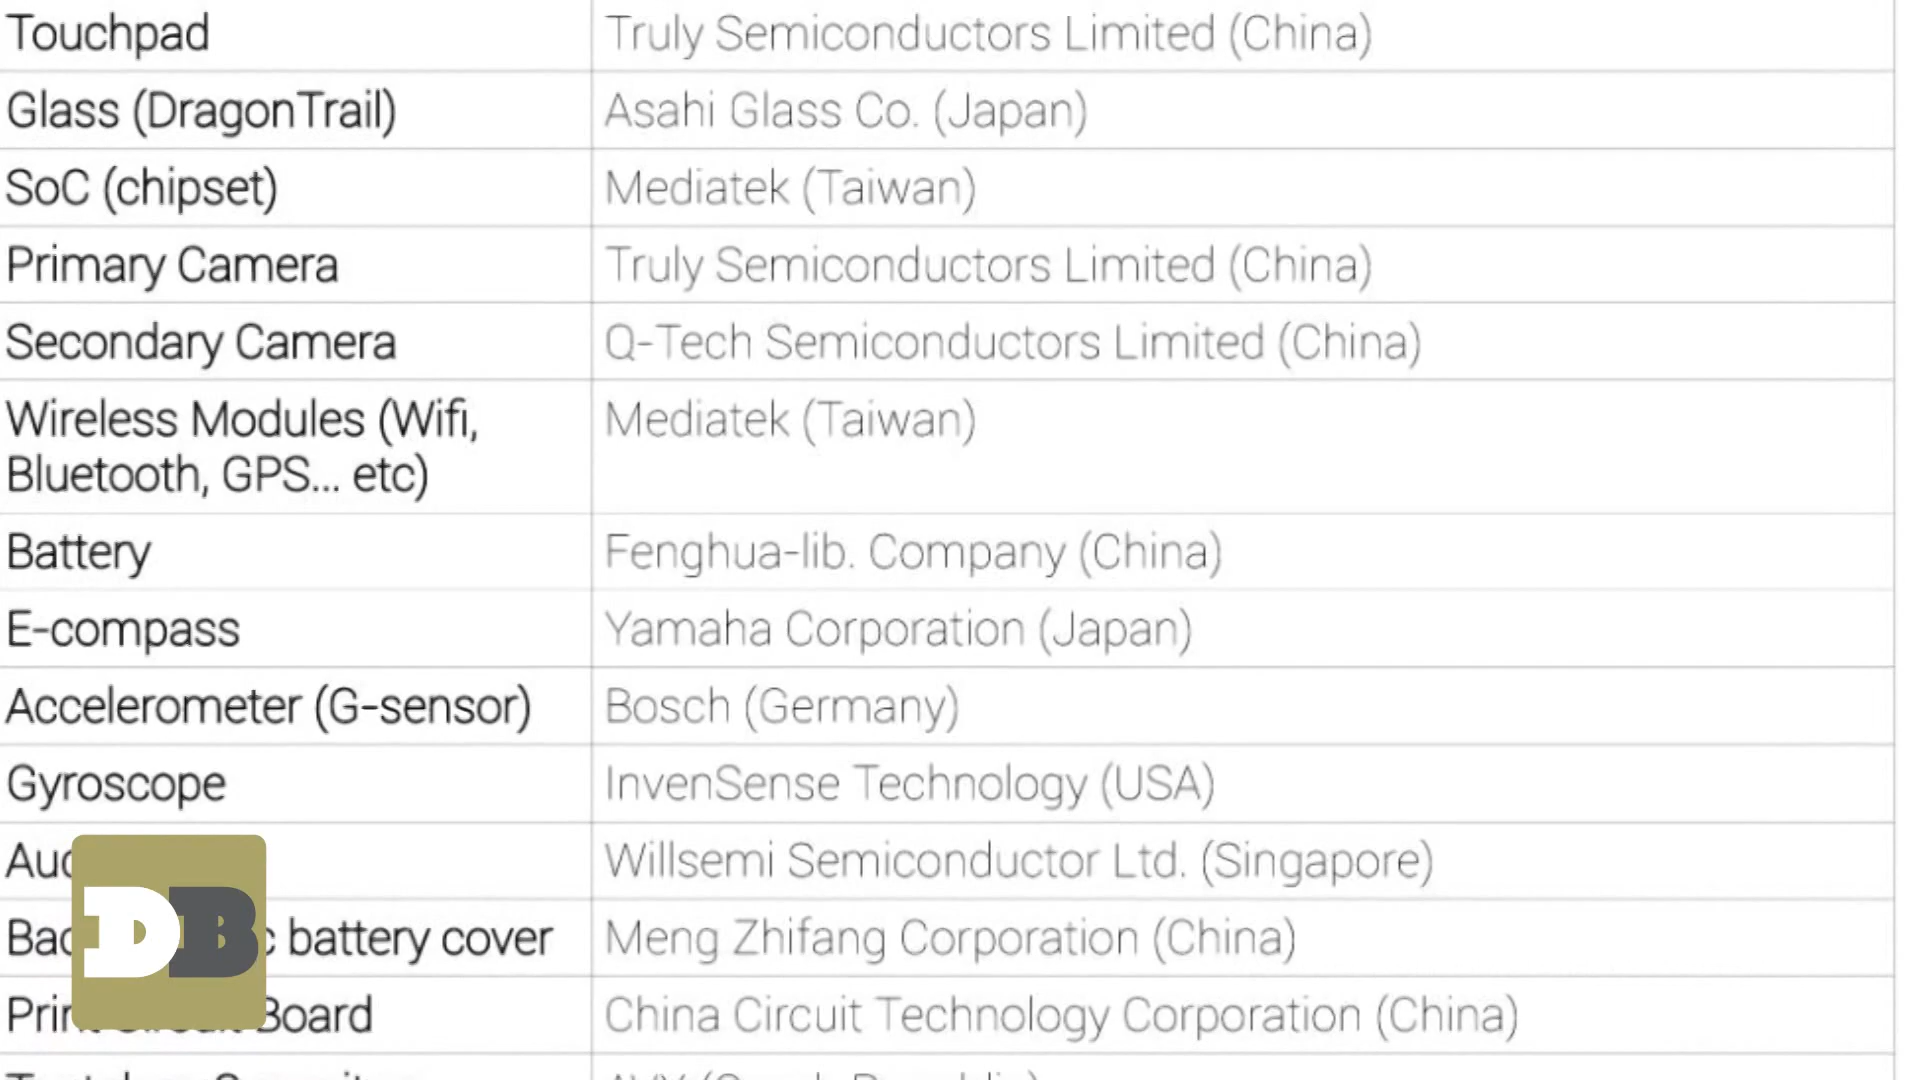 Touchpad Truly Semiconductors Limited (China)
Glass (DragonTrail) Asahi Glass Co. (Japan)
SoC (chipset) Mediatek (Taiwan)
Primary Camera Truly Semiconductors Limited (China)
Secondary Camera Q-Tech Semiconductors Limited (China)
Wireless Modules (Wifi, Mediatek (Taiwan)
Bluetooth, GPS... etc)
Battery Fenghua-lib. Company (China)
E-compass Yamaha Corporation (Japan)
Accelerometer (G-sensor) Bosch (Germany)
Gyroscope InvenSense Technology (USA)
Willsemi Semiconductor Ltd. (Singapore)
battery cover Meng Zhifang Corporation (China)
Board China Circuit Technology Corporation (China)
DB